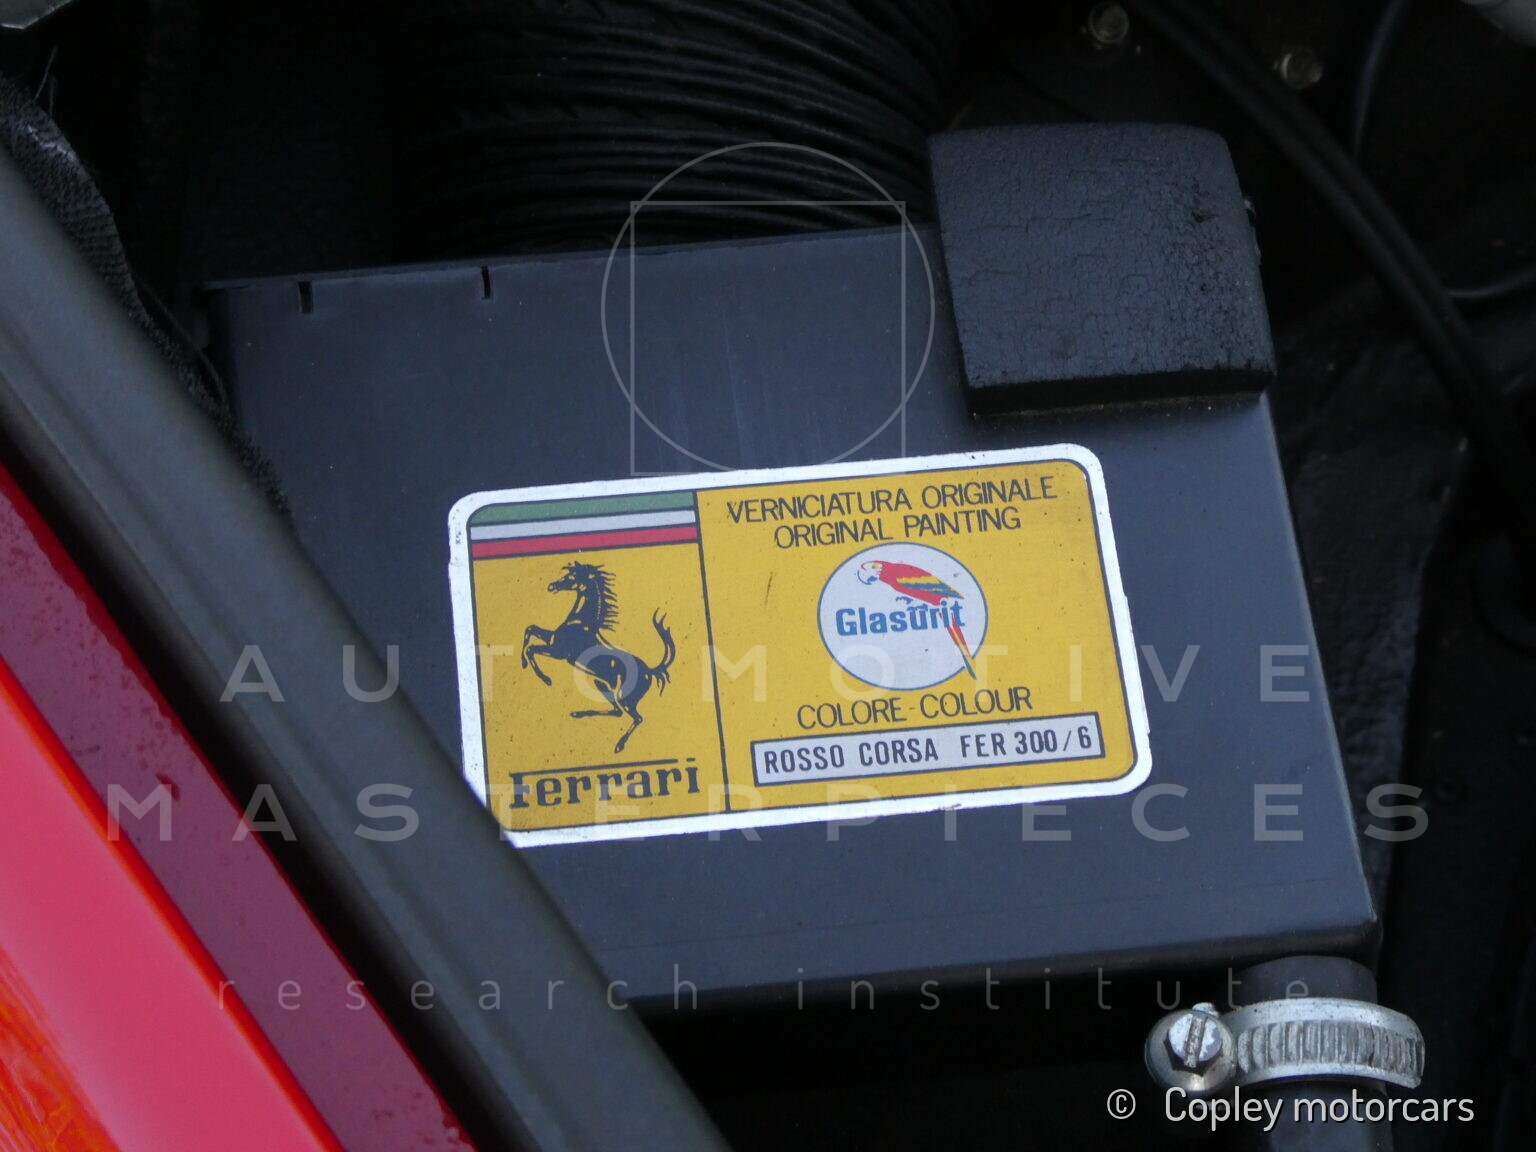 VERNICIATURA ORIGINALE
ORIGINAL PAINTING
Glasurit
COLORE-COLOUR
ROSSO CORSA FER 300/6
Ferrari
AUTOMOTIVE
MASTERPIECES
research institute
© Copley motorcars